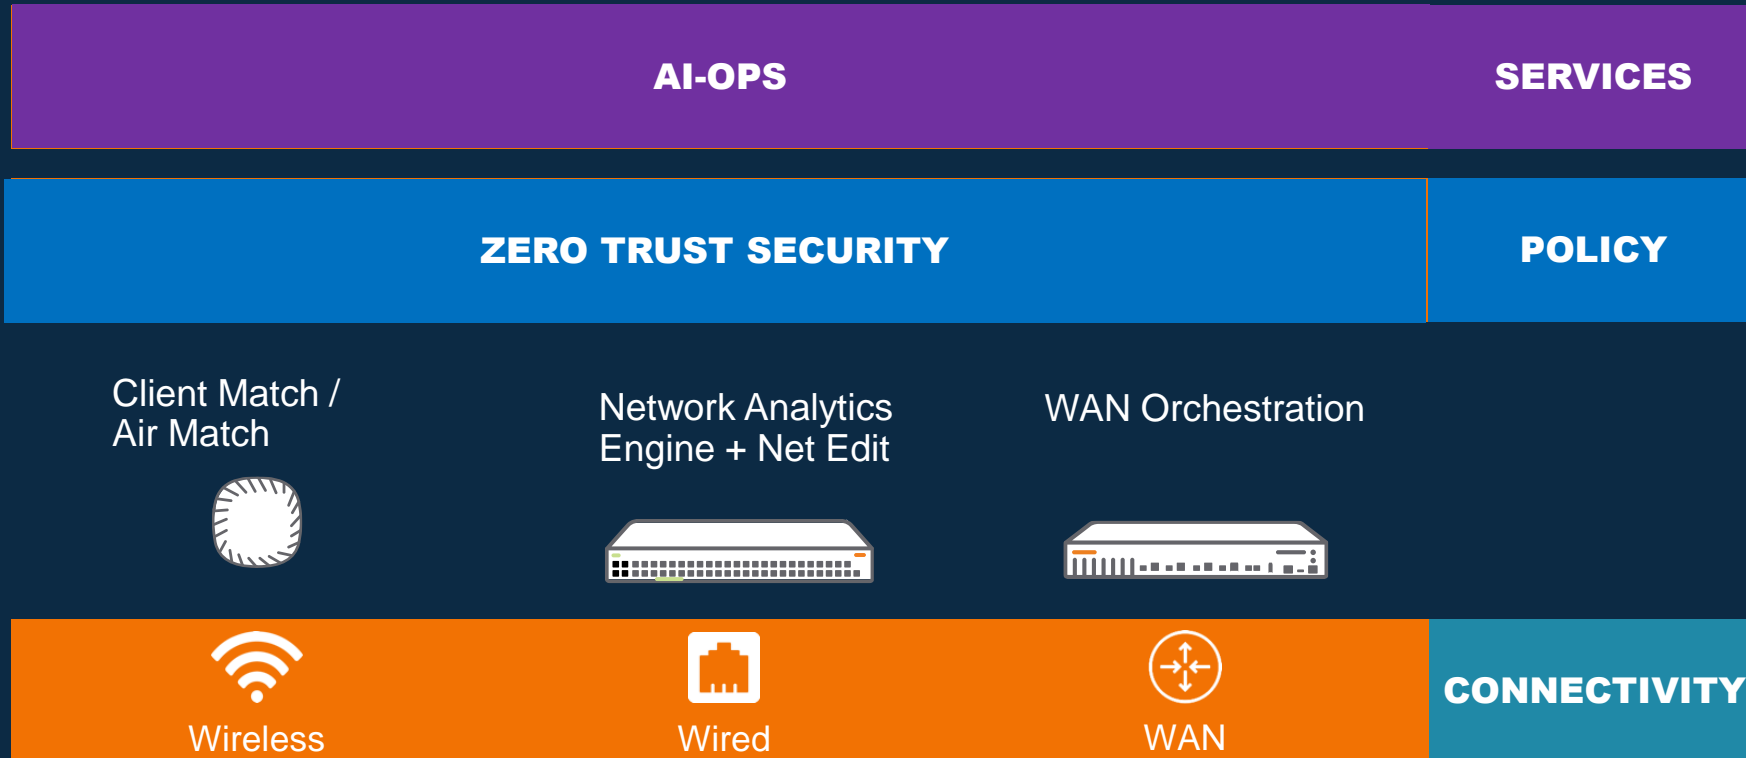 AI-OPS
SERVICES
ZERO TRUST SECURITY
POLICY
Client Match /
Air Match
Network Analytics
Engine + Net Edit
WAN Orchestration
Wireless
Wired
WAN
CONNECTIVITY